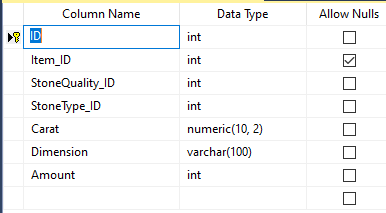 Column Name Data Type Allow Nulls
ID int
Item_ID int
StoneQuality_ID int
StoneType_ID int
Carat numeric(10, 2)
Dimension varchar(100)
Amount int